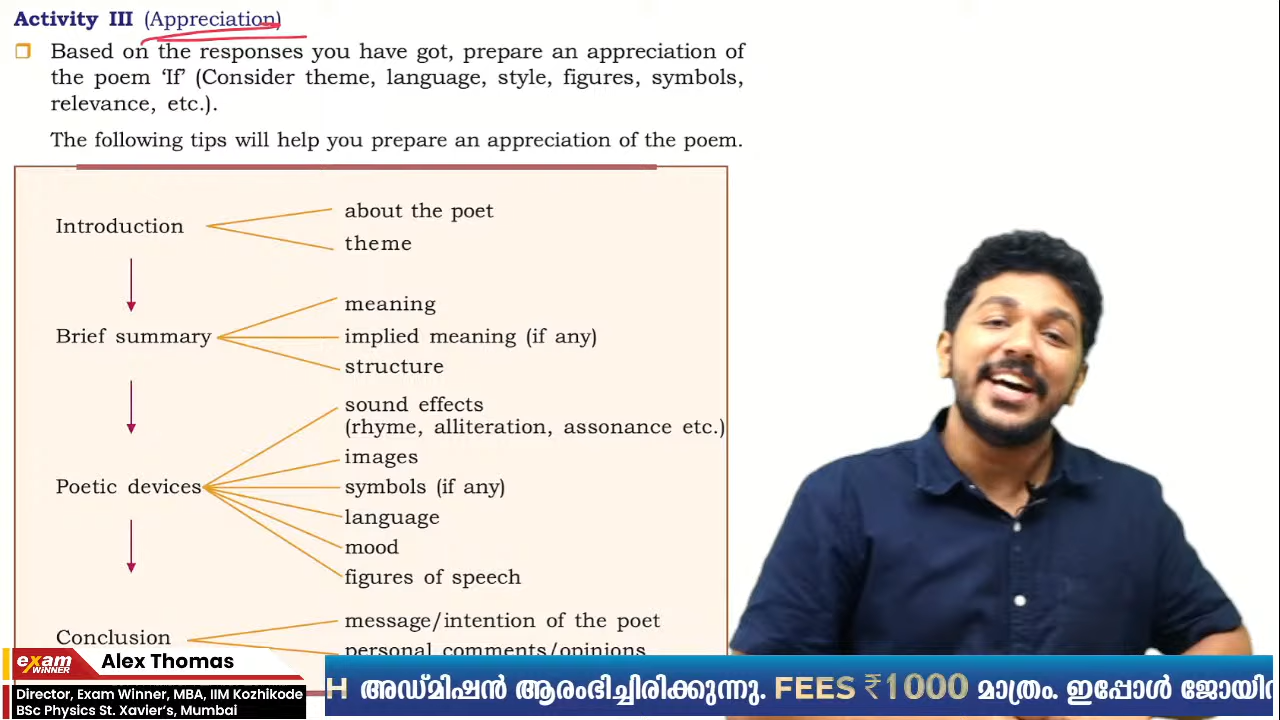 Activity III (Appreciation)
Based on the responses you have got, prepare an appreciation of
the poem ‘If’ (Consider theme, language, style, figures, symbols,
relevance, etc.).
The following tips will help you prepare an appreciation of the poem.
Introduction
about the poet
theme
Brief summary
meaning
implied meaning (if any)
structure
Poetic devices
sound effects
(rhyme, alliteration, assonance etc.)
images
symbols (if any)
language
mood
figures of speech
Conclusion
message/intention of the poet
personal comments/opinions
exam WINNER
Alex Thomas
Director, Exam Winner, MBA, IIM Kozhikode
BSc Physics St. Xavier’s, Mumbai
H അഡ്മിഷൻ ആരംഭിച്ചിരിക്കുന്നു. FEES ₹1000 മാത്രം. ഇപ്പോൾ